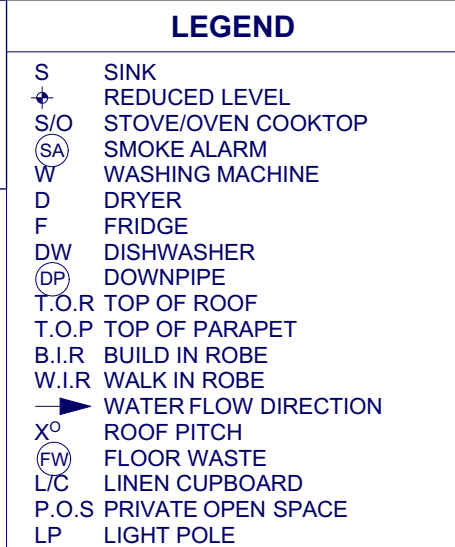 LEGEND
S SINK
REDUCED LEVEL
S/O STOVE/OVEN COOKTOP
SA SMOKE ALARM
W WASHING MACHINE
D DRYER
F FRIDGE
DW DISHWASHER
DP DOWNPIPE
T.O.R TOP OF ROOF
T.O.P TOP OF PARAPET
B.I.R BUILD IN ROBE
W.I.R WALK IN ROBE
WATER FLOW DIRECTION
X° ROOF PITCH
FW FLOOR WASTE
L/C LINEN CUPBOARD
P.O.S PRIVATE OPEN SPACE
LP LIGHT POLE